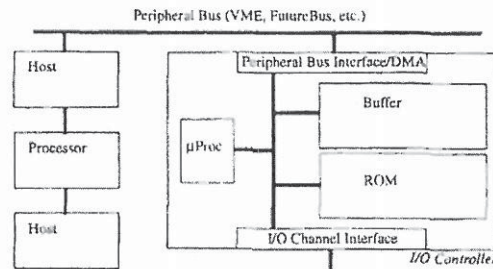 Peripheral Bus (VME, FutureBus, etc.)
Host
Peripheral Bus Interface/DMA
Buffer
µProc
Processor
ROM
Host
I/O Channel Interface
I/O Controller